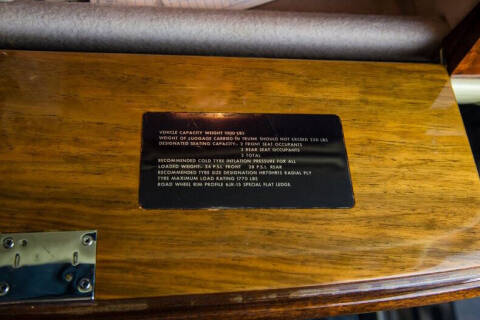 VEHICLE CAPACITY WEIGHT 1100 LBS
WEIGHT OF LUGGAGE CARRIED IN TRUNK SHOULD NOT EXCEED 220 LBS
DESIGNATED SEATING CAPACITY:- 2 FRONT SEAT OCCUPANTS
3 REAR SEAT OCCUPANTS
5 TOTAL
RECOMMENDED COLD TYRE INFLATION PRESSURE FOR ALL
LOADED WEIGHT: 24 P.S.I. FRONT 28 P.S.I. REAR
RECOMMENDED TYRE SIZE DESIGNATION HR70HR15 RADIAL PLY
TYRE MAXIMUM LOAD RATING 1770 LBS
ROAD WHEEL RIM PROFILE 6JK-15 SPECIAL FLAT LEDGE.